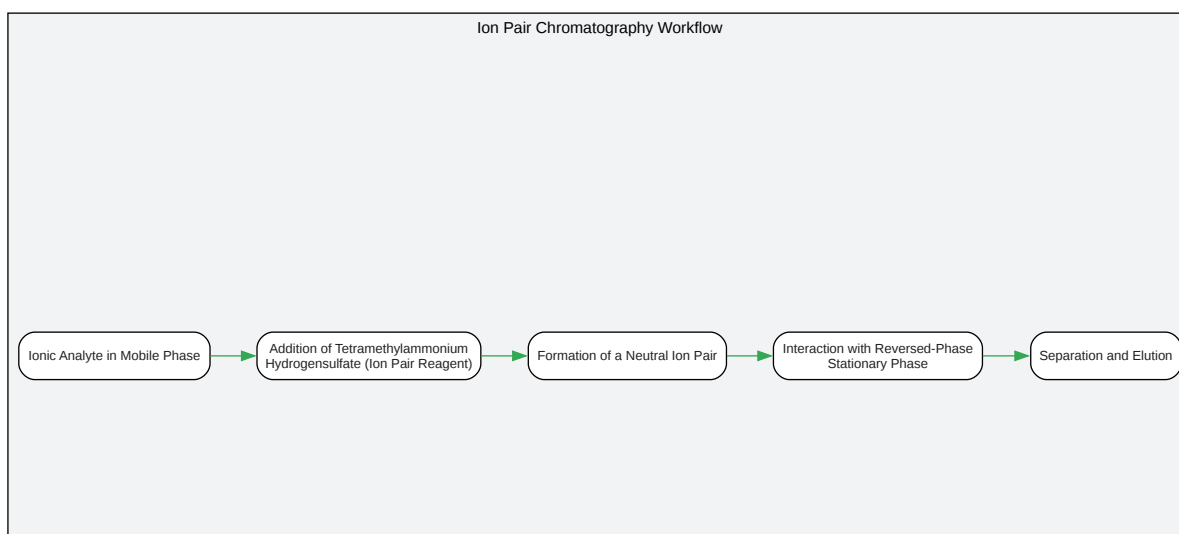 Ion Pair Chromatography Workflow
Ionic Analyte in Mobile Phase
Addition of Tetramethylammonium
Hydrogensulfate (Ion Pair Reagent)
Formation of a Neutral Ion Pair
Interaction with Reversed-Phase
Stationary Phase
Separation and Elution